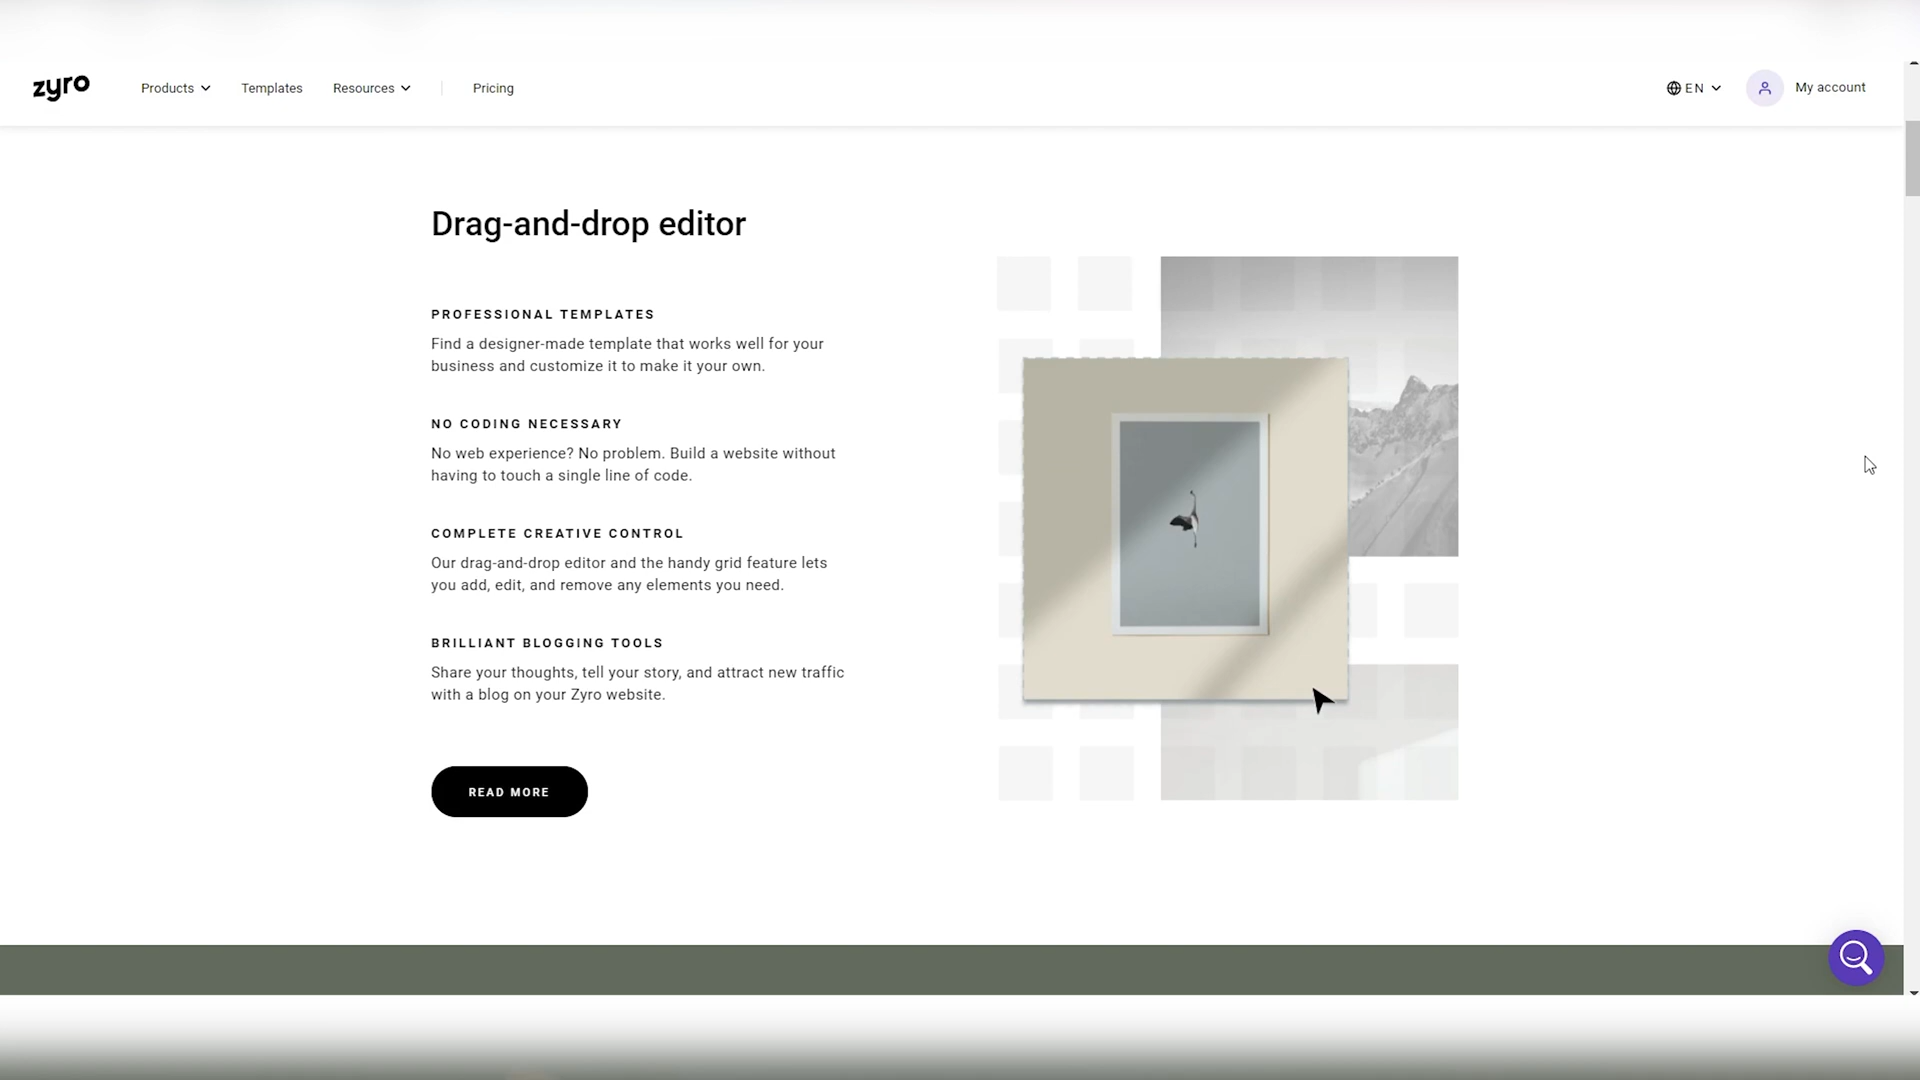 zyro
Products
Templates
Resources
Pricing
EN
My account
Drag-and-drop editor
PROFESSIONAL TEMPLATES
Find a designer-made template that works well for your
business and customize it to make it your own.
NO CODING NECESSARY
No web experience? No problem. Build a website without
having to touch a single line of code.
COMPLETE CREATIVE CONTROL
Our drag-and-drop editor and the handy grid feature lets
you add, edit, and remove any elements you need.
BRILLIANT BLOGGING TOOLS
Share your thoughts, tell your story, and attract new traffic
with a blog on your Zyro website.
READ MORE